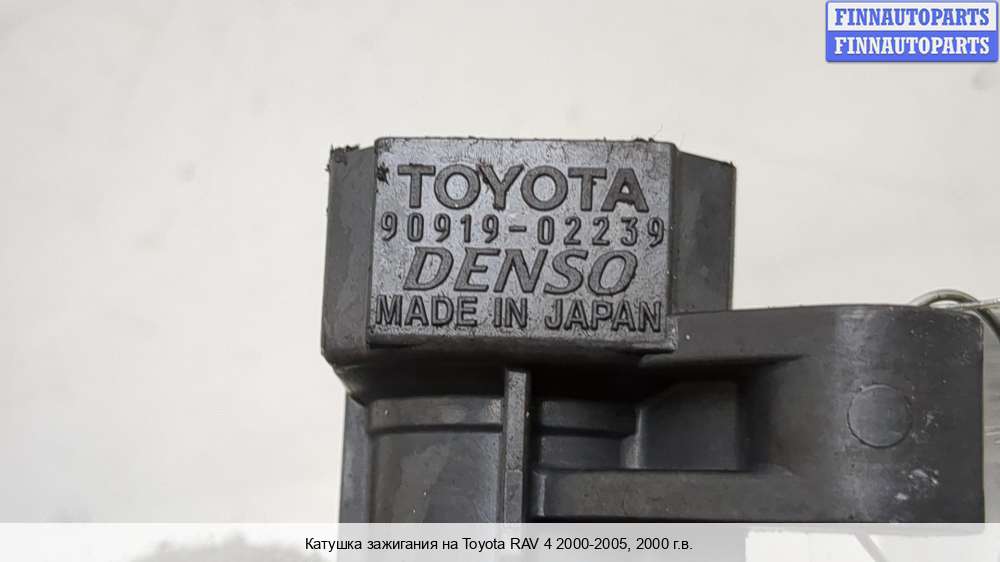 FINNAUTOPARTS
FINNAUTOPARTS
TOYOTA
90919-02239
DENSO
MADE IN JAPAN
Катушка зажигания на Toyota RAV 4 2000-2005, 2000 г.в.